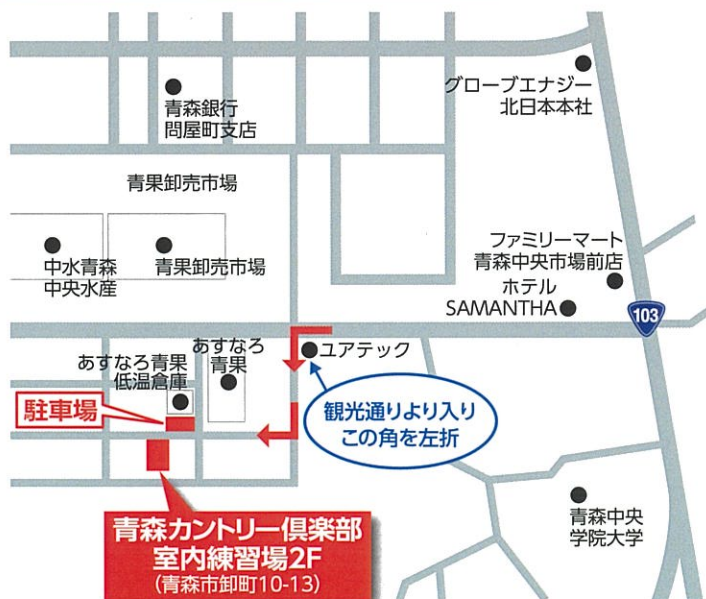 グローブエナジー
北日本本社
青森銀行
問屋町支店
青果卸売市場
中水青森
中央水産
青果卸売市場
ファミリーマート
青森中央市場前店
ホテル
SAMANTHA
103
ユアテック
あすなろ
青果
あすなろ青果
低温倉庫
駐車場
観光通りより入り
この角を左折
青森中央
学院大学
青森カントリー倶楽部
室内練習場2F
(青森市卸町10-13)